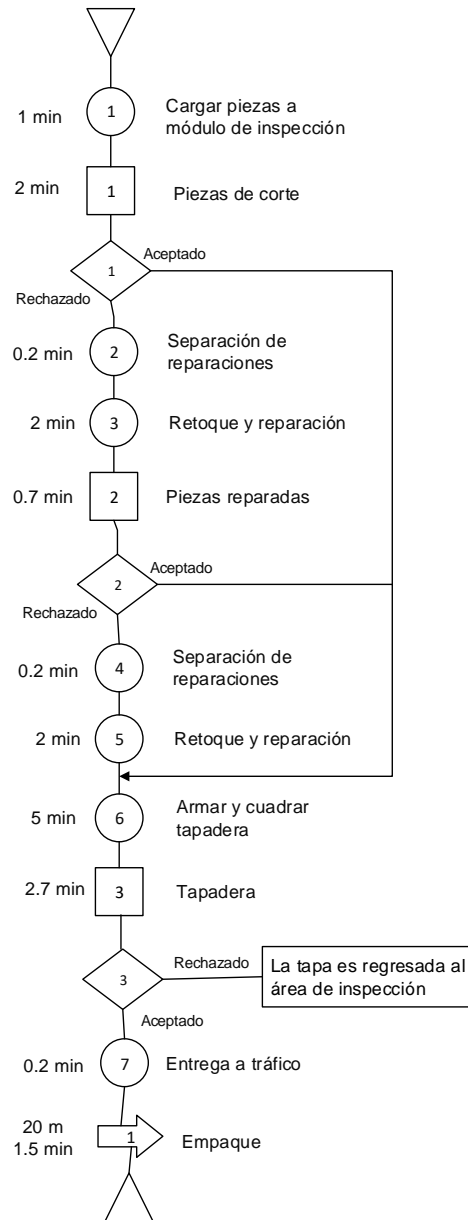 1 min
1
Cargar piezas a
módulo de inspección
2 min
1
Piezas de corte
1
Aceptado
Rechazado
0.2 min
2
Separación de
reparaciones
2 min
3
Retoque y reparación
0.7 min
2
Piezas reparadas
2
Aceptado
Rechazado
0.2 min
4
Separación de
reparaciones
2 min
5
Retoque y reparación
5 min
6
Armar y cuadrar
tapadera
2.7 min
3
Tapadera
3
Rechazado
La tapa es regresada al
área de inspección
Aceptado
0.2 min
7
Entrega a tráfico
20 m
1.5 min
1
Empaque